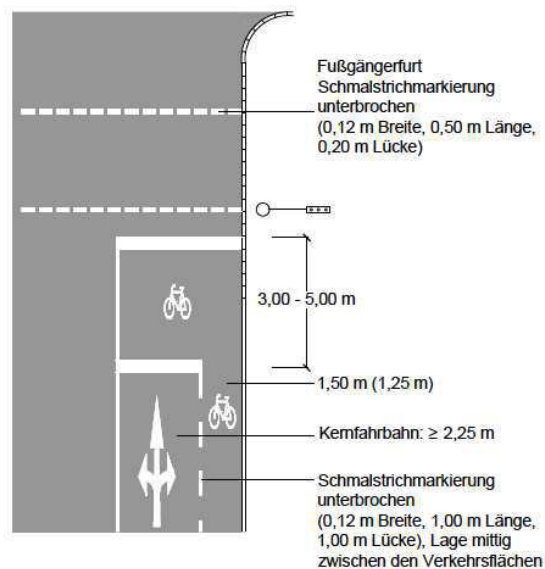 Fußgängerfurt
Schmalstrichmarkierung
unterbrochen
(0,12 m Breite, 0,50 m Länge,
0,20 m Lücke)
3,00 - 5,00 m
1,50 m (1,25 m)
Kernfahrbahn: ≥ 2,25 m
Schmalstrichmarkierung
unterbrochen
(0,12 m Breite, 1,00 m Länge,
1,00 m Lücke), Lage mittig
zwischen den Verkehrsflächen